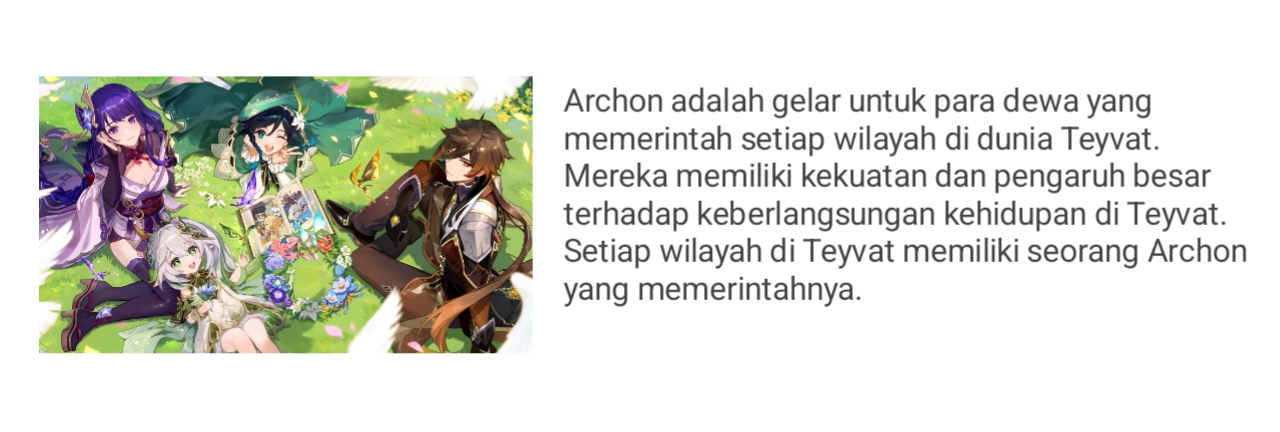 Archon adalah gelar untuk para dewa yang
memerintah setiap wilayah di dunia Teyvat.
Mereka memiliki kekuatan dan pengaruh besar
terhadap keberlangsungan kehidupan di Teyvat.
Setiap wilayah di Teyvat memiliki seorang Archon
yang memerintahnya.